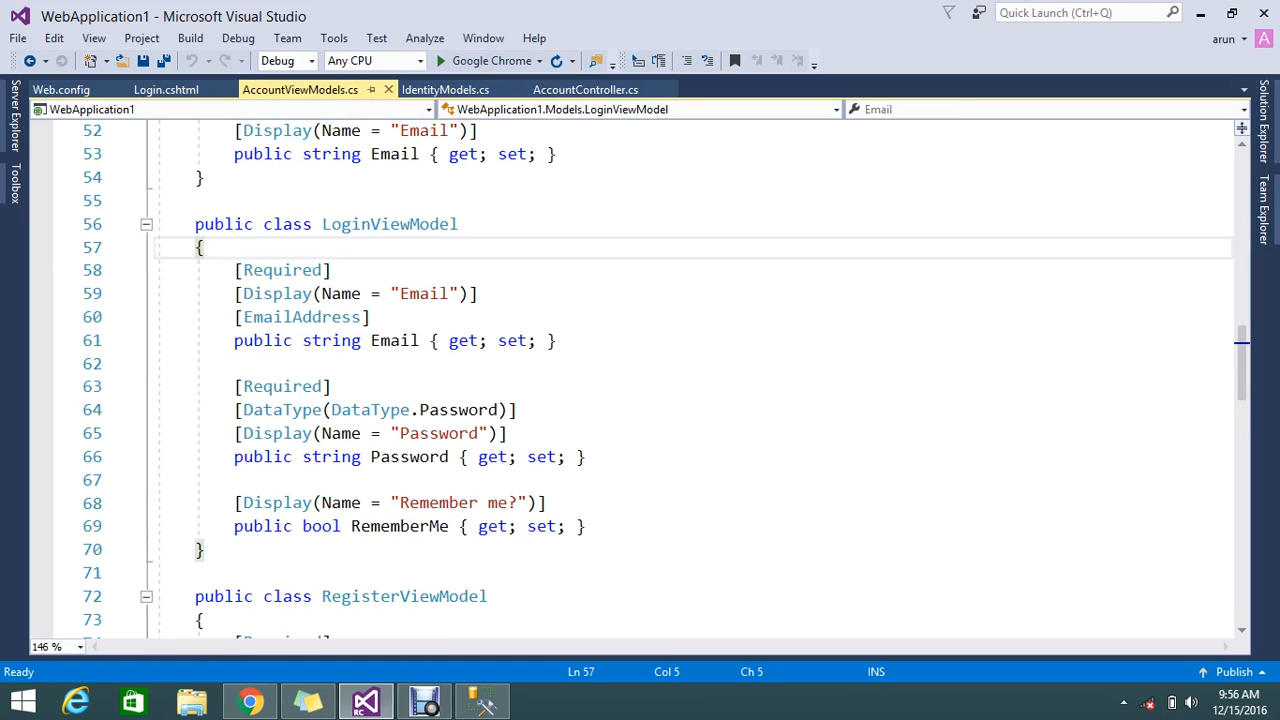 WebApplication1 - Microsoft Visual Studio
Quick Launch (Ctrl+Q)
File Edit View Project Build Debug Team Tools Test Analyze Window Help
arun A
Debug Any CPU Google Chrome
Web.config Login.cshtml AccountViewModels.cs IdentityModels.cs AccountController.cs
WebApplication1 WebApplication1.Models.LoginViewModel Email
Server Explorer
Toolbox
Solution Explorer
Team Explorer
52 [Display(Name = "Email")]
53 public string Email { get; set; }
54 }
55
56 public class LoginViewModel
57 {
58 [Required]
59 [Display(Name = "Email")]
60 [EmailAddress]
61 public string Email { get; set; }
62
63 [Required]
64 [DataType(DataType.Password)]
65 [Display(Name = "Password")]
66 public string Password { get; set; }
67
68 [Display(Name = "Remember me?")]
69 public bool RememberMe { get; set; }
70 }
71
72 public class RegisterViewModel
73 {
146 %
Ready Ln 57 Col 5 Ch 5 INS Publish
RC
9:56 AM
12/15/2016